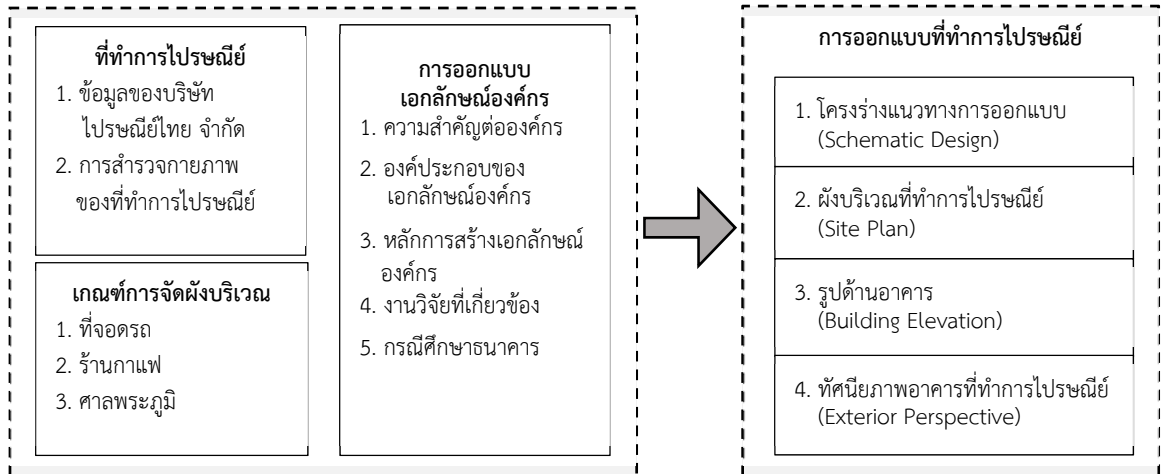 ที่ทำการไปรษณีย์
1. ข้อมูลของบริษัท
ไปรษณีย์ไทย จำกัด
2. การสำรวจกายภาพ
ของที่ทำการไปรษณีย์
เกณฑ์การจัดผังบริเวณ
1. ที่จอดรถ
2. ร้านกาแฟ
3. ศาลพระภูมิ
การออกแบบ
เอกลักษณ์องค์กร
1. ความสำคัญต่อองค์กร
2. องค์ประกอบของ
เอกลักษณ์องค์กร
3. หลักการสร้างเอกลักษณ์
องค์กร
4. งานวิจัยที่เกี่ยวข้อง
5. กรณีศึกษาธนาคาร
การออกแบบที่ทำการไปรษณีย์
1. โครงร่างแนวทางการออกแบบ
(Schematic Design)
2. ผังบริเวณที่ทำการไปรษณีย์
(Site Plan)
3. รูปด้านอาคาร
(Building Elevation)
4. ทัศนียภาพอาคารที่ทำการไปรษณีย์
(Exterior Perspective)